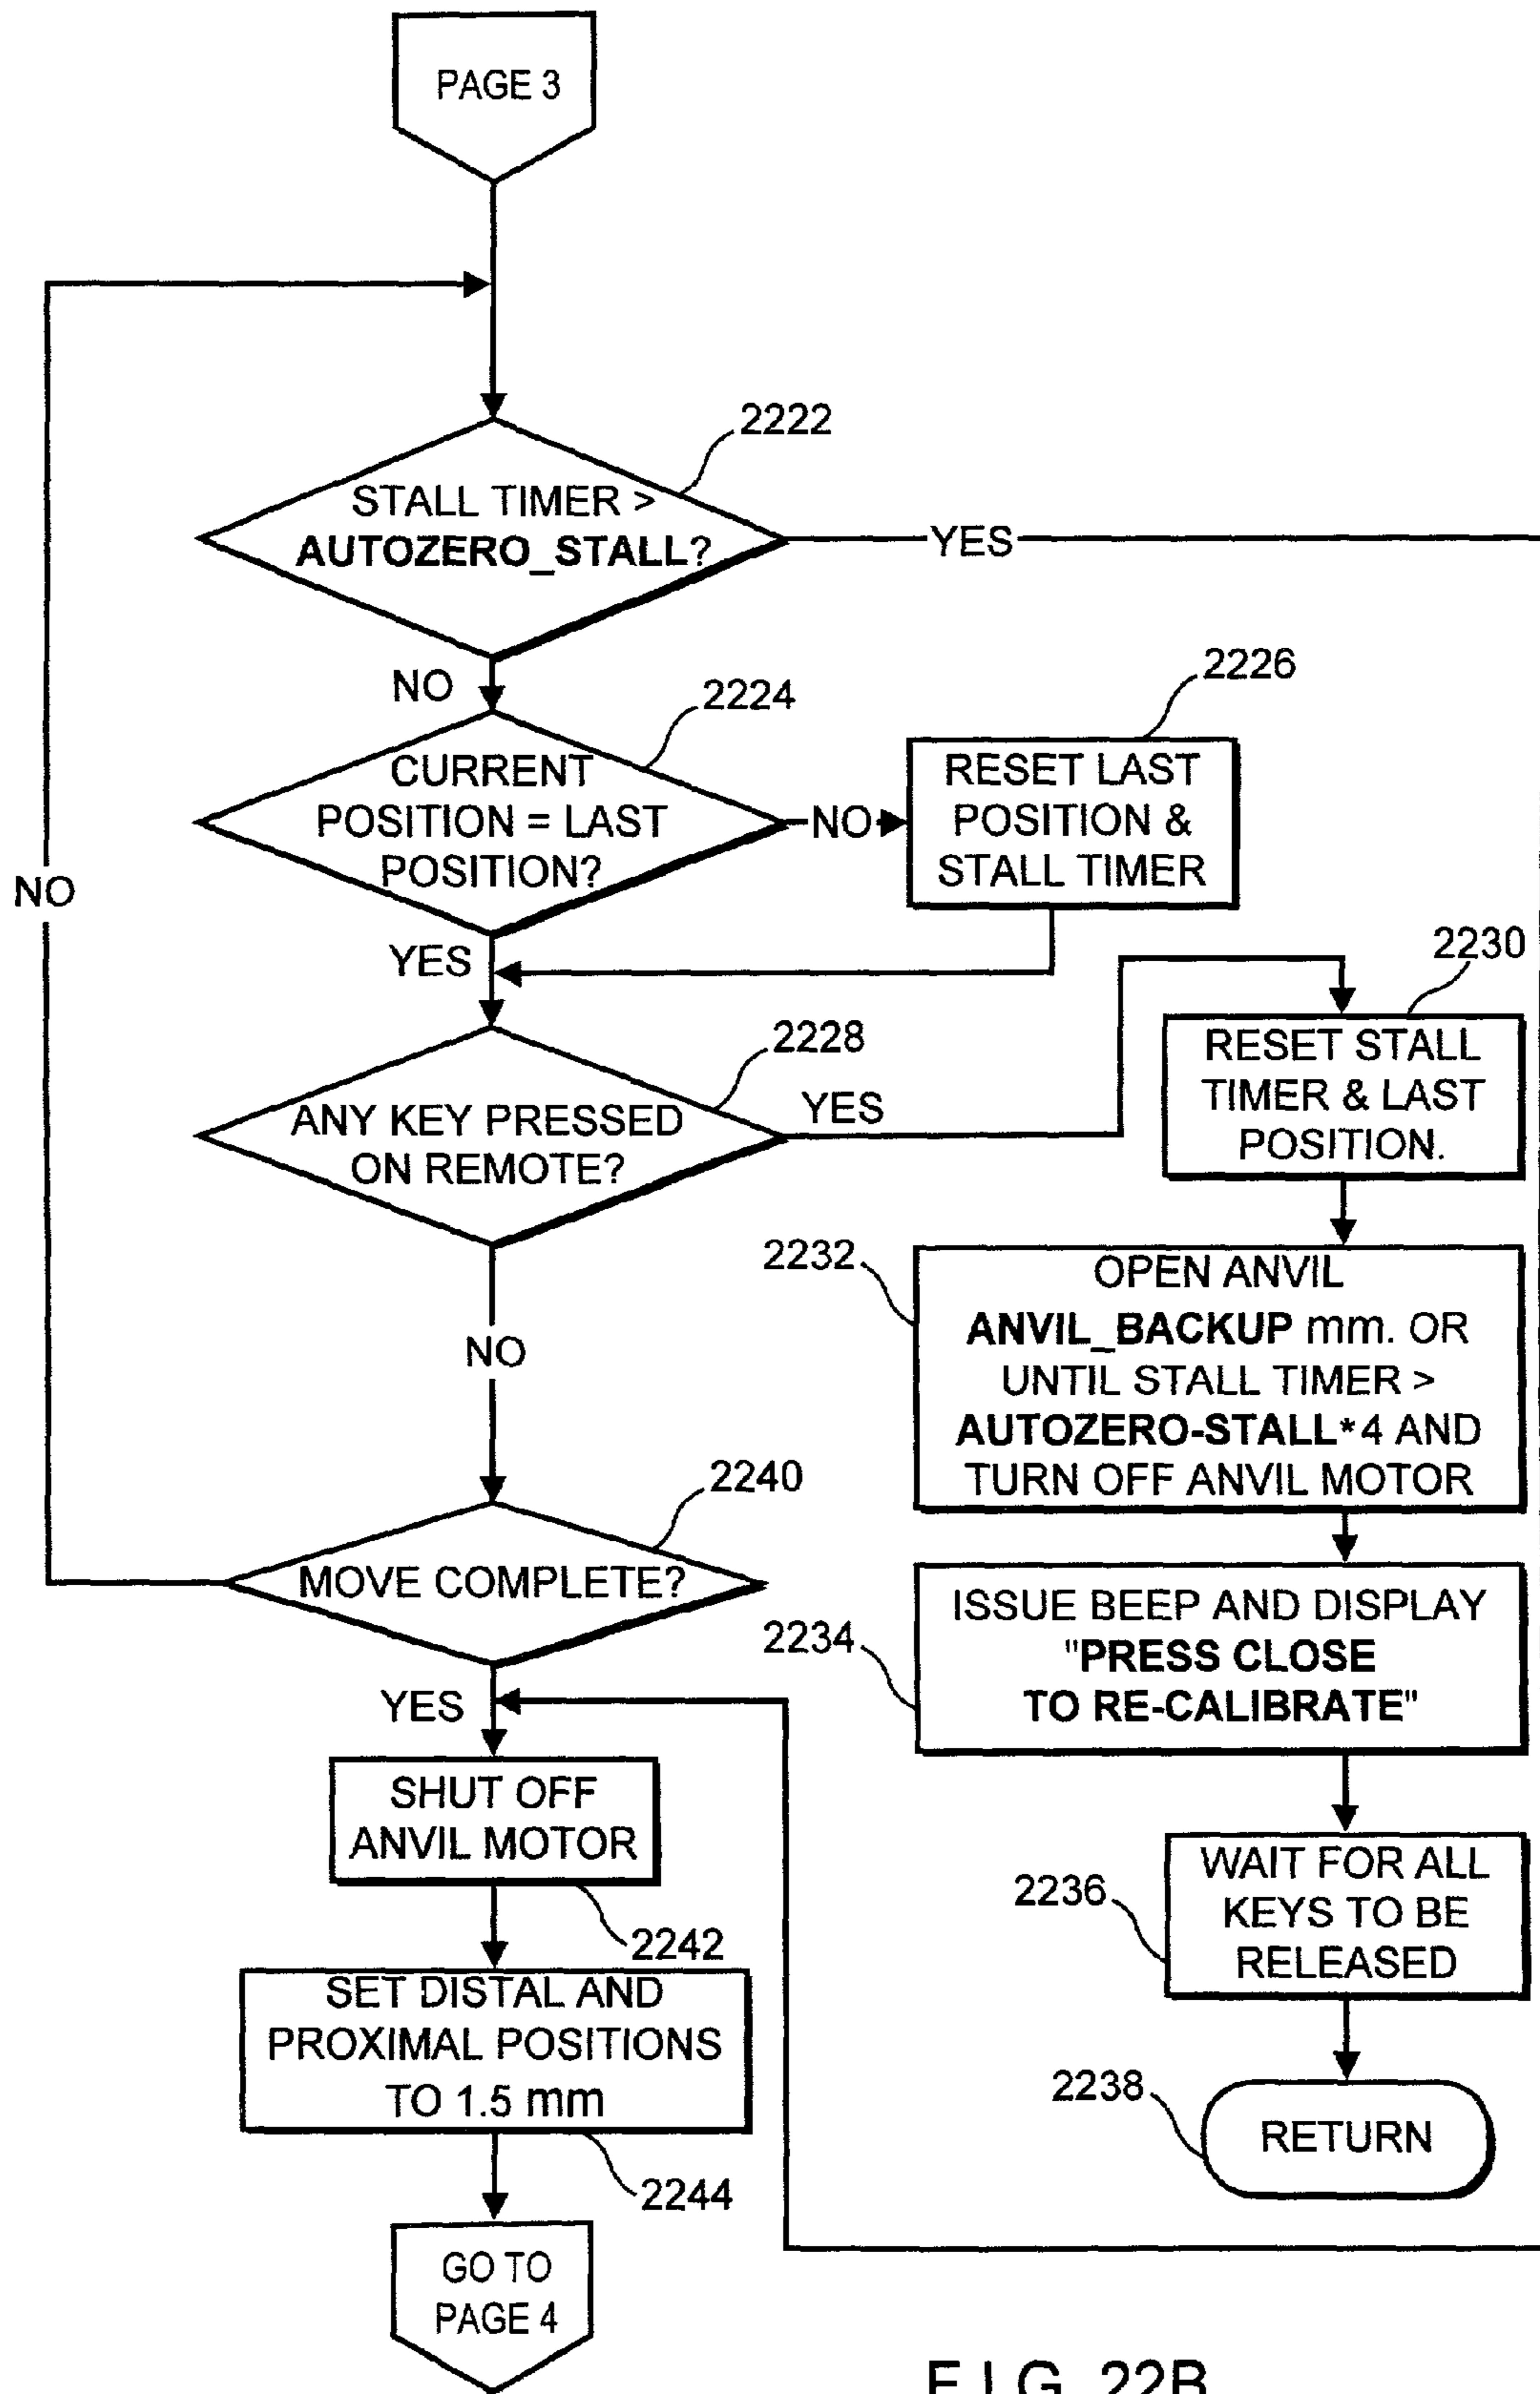 PAGE 3
2222
STALL TIMER >
AUTOZERO_STALL?
YES
NO
2224
2226
CURRENT
POSITION = LAST
POSITION?
NO
RESET LAST
POSITION &
STALL TIMER
NO
YES
2230
2228
ANY KEY PRESSED
ON REMOTE?
YES
RESET STALL
TIMER & LAST
POSITION.
NO
2232
OPEN ANVIL
ANVIL_BACKUP mm. OR
UNTIL STALL TIMER >
AUTOZERO-STALL*4 AND
TURN OFF ANVIL MOTOR
2240
MOVE COMPLETE?
2234
ISSUE BEEP AND DISPLAY
"PRESS CLOSE
TO RE-CALIBRATE"
YES
SHUT OFF
ANVIL MOTOR
2242
2236
WAIT FOR ALL
KEYS TO BE
RELEASED
SET DISTAL AND
PROXIMAL POSITIONS
TO 1.5 mm
2244
2238
RETURN
GO TO
PAGE 4
FIG. 22B